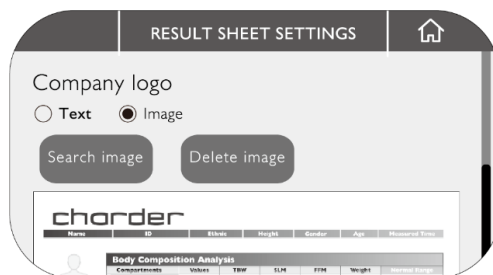 RESULT SHEET SETTINGS
Company logo
Text Image
Search image Delete image
chorder
Name ID Ethnic Height Gender Age Measured Time
Body Composition Analysis
Compartments Values TBW SLM FFM Weight Normal Range